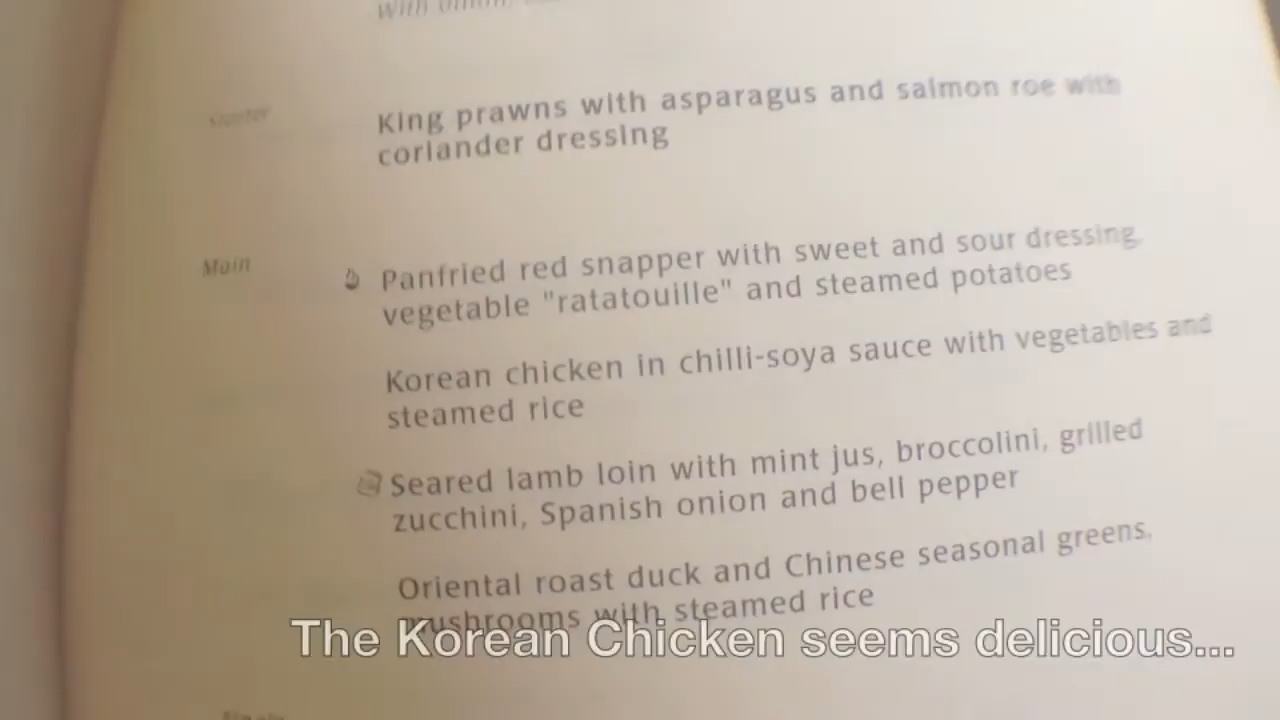 with onion,
Starter
King prawns with asparagus and salmon roe with
coriander dressing
Main
Panfried red snapper with sweet and sour dressing,
vegetable "ratatouille" and steamed potatoes
Korean chicken in chilli-soya sauce with vegetables and
steamed rice
Seared lamb loin with mint jus, broccolini, grilled
zucchini, Spanish onion and bell pepper
Oriental roast duck and Chinese seasonal greens,
mushrooms with steamed rice
The Korean Chicken seems delicious...